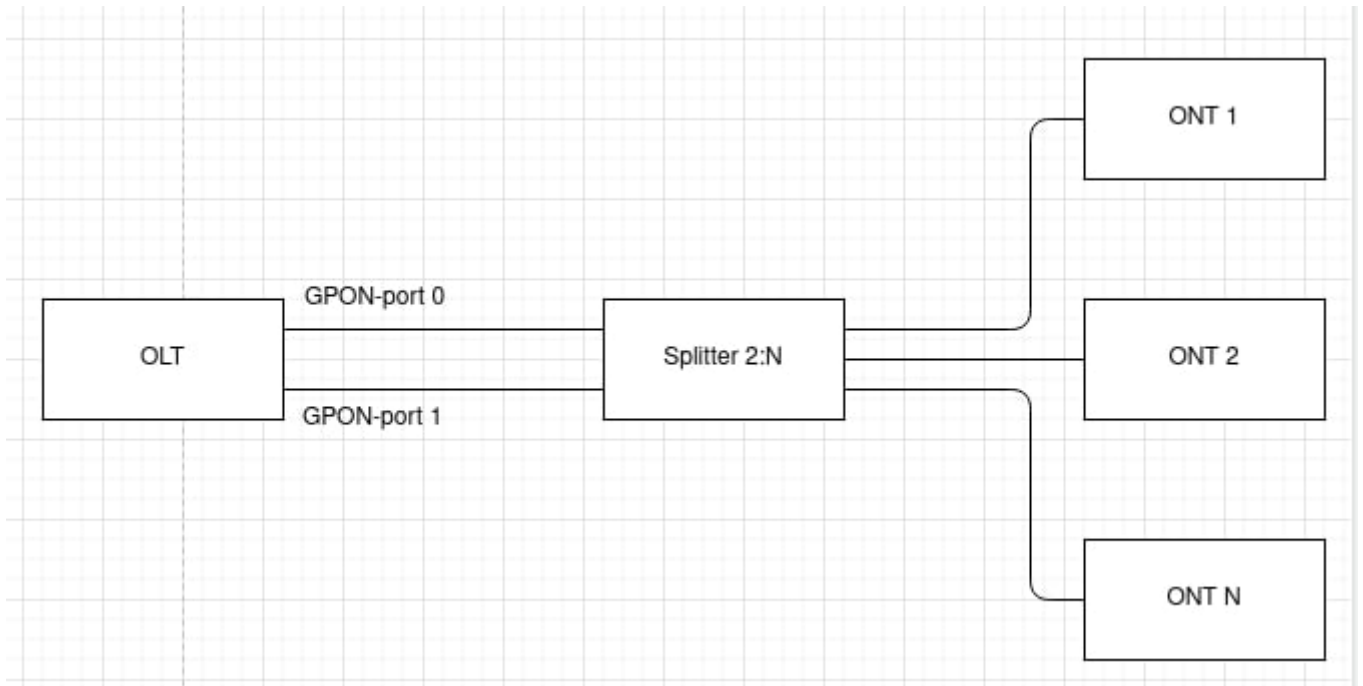 ONT 1
GPON-port 0
OLT
Splitter 2:N
ONT 2
GPON-port 1
ONT N